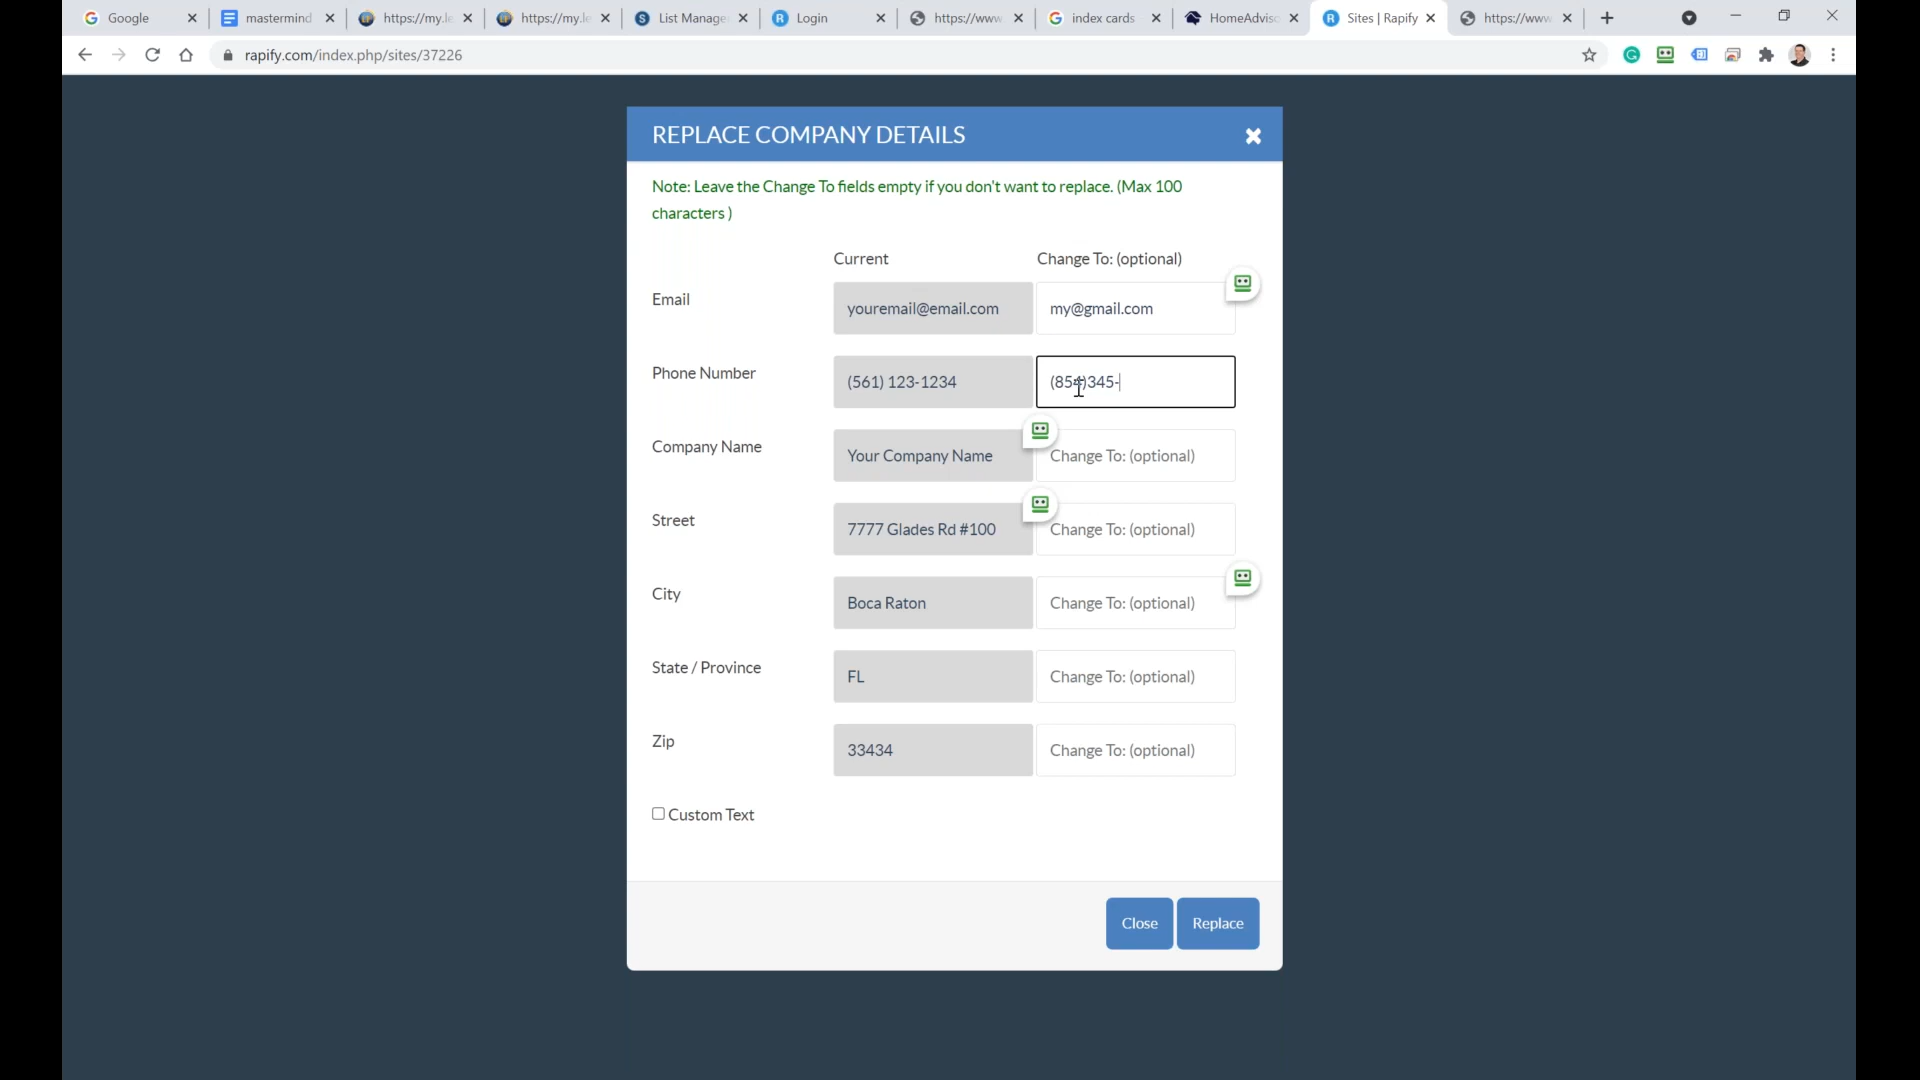 Google
mastermind
https://my.le
https://my.le
List Manage
Login
https://www
index cards
HomeAdviso
Sites | Rapify
https://www
rapify.com/index.php/sites/37226
REPLACE COMPANY DETAILS
Note: Leave the Change To fields empty if you don't want to replace. (Max 100
characters )
Current Change To: (optional)
Email youremail@email.com my@gmail.com
Phone Number (561) 123-1234 (854)345-
Company Name Your Company Name Change To: (optional)
Street 7777 Glades Rd #100 Change To: (optional)
City Boca Raton Change To: (optional)
State / Province FL Change To: (optional)
Zip 33434 Change To: (optional)
Custom Text
Close Replace